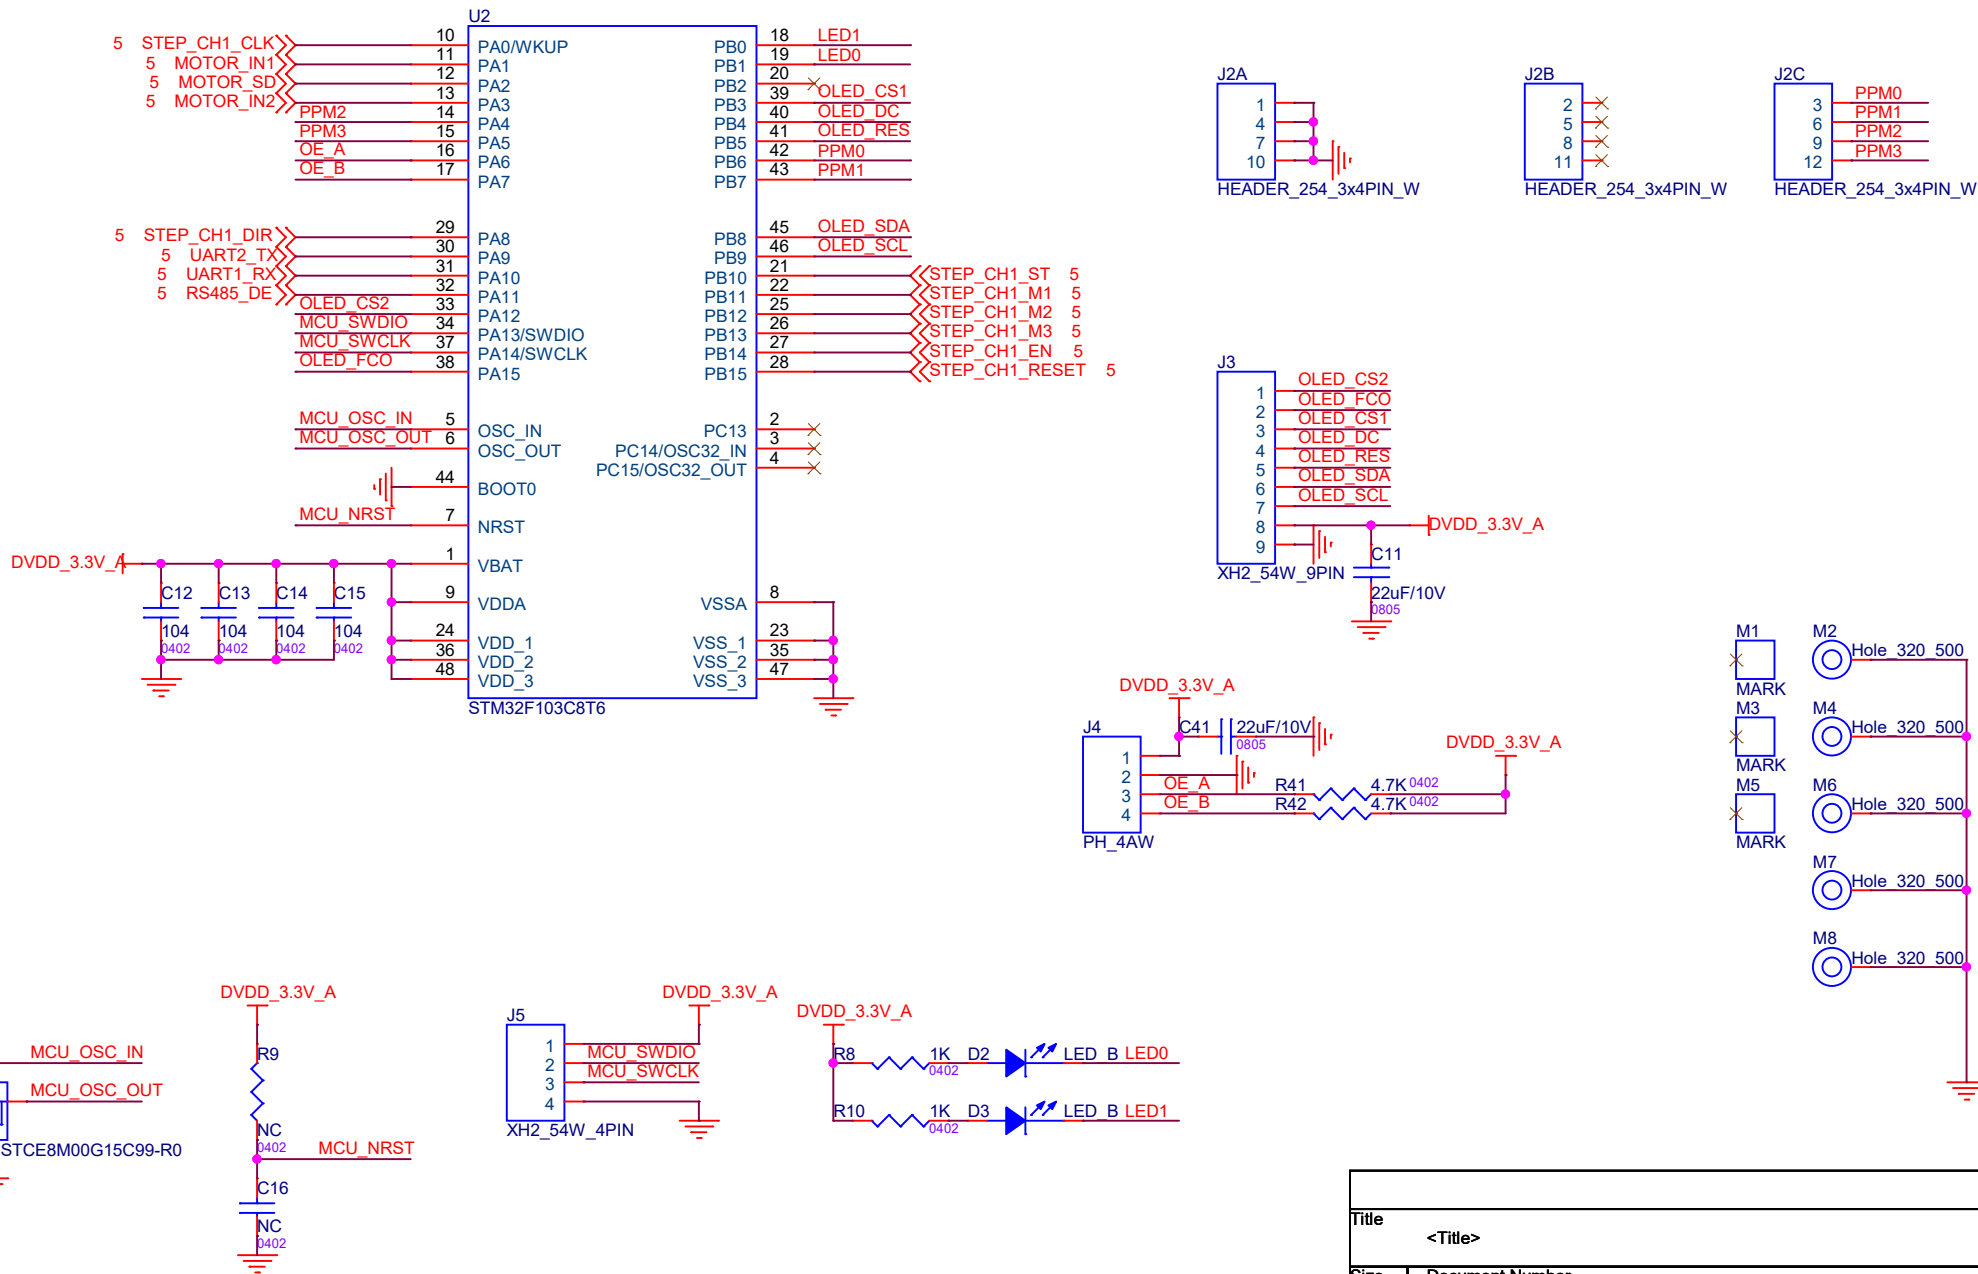 U2
5 STEP_CH1_CLK 10 PA0/WKUP
5 MOTOR_IN1 11 PA1
5 MOTOR_SD 12 PA2
5 MOTOR_IN2 13 PA3
PPM2 14 PA4
PPM3 15 PA5
OE_A 16 PA6
OE_B 17 PA7
5 STEP_CH1_DIR 29 PA8
5 UART2_TX 30 PA9
5 UART1_RX 31 PA10
5 RS485_DE 32 PA11
OLED_CS2 33 PA12
MCU_SWDIO 34 PA13/SWDIO
MCU_SWCLK 37 PA14/SWCLK
OLED_FCO 38 PA15
MCU_OSC_IN 5 OSC_IN
MCU_OSC_OUT 6 OSC_OUT
44 BOOT0
MCU_NRST 7 NRST
DVDD_3.3V_A 1 VBAT
9 VDDA
24 VDD_1
36 VDD_2
48 VDD_3
C12 C13 C14 C15
104 104 104 104
0402 0402 0402 0402
PB0 18 LED1
PB1 19 LED0
PB2 20
PB3 39 OLED_CS1
PB4 40 OLED_DC
PB5 41 OLED_RES
PB6 42 PPM0
PB7 43 PPM1
PB8 45 OLED_SDA
PB9 46 OLED_SCL
PB10 21 STEP_CH1_ST 5
PB11 22 STEP_CH1_M1 5
PB12 25 STEP_CH1_M2 5
PB13 26 STEP_CH1_M3 5
PB14 27 STEP_CH1_EN 5
PB15 28 STEP_CH1_RESET 5
PC13 2
PC14/OSC32_IN 3
PC15/OSC32_OUT 4
VSSA 8
VSS_1 23
VSS_2 35
VSS_3 47
STM32F103C8T6
J2A
1
4
7
10
HEADER_254_3x4PIN_W
J2B
2
5
8
11
HEADER_254_3x4PIN_W
J2C
3 PPM0
6 PPM1
9 PPM2
12 PPM3
HEADER_254_3x4PIN_W
J3
1 OLED_CS2
2 OLED_FCO
3 OLED_CS1
4 OLED_DC
5 OLED_RES
6 OLED_SDA
7 OLED_SCL
8 DVDD_3.3V_A
9
XH2_54W_9PIN
C11
22uF/10V
0805
DVDD_3.3V_A
J4
C41 22uF/10V
0805
1
2
3 OE_A R41 4.7K 0402
4 OE_B R42 4.7K 0402
DVDD_3.3V_A
PH_4AW
M1
MARK
M3
MARK
M5
MARK
M2
Hole_320_500
M4
Hole_320_500
M6
Hole_320_500
M7
Hole_320_500
M8
Hole_320_500
MCU_OSC_IN
MCU_OSC_OUT
STCE8M00G15C99-R0
DVDD_3.3V_A
R9
NC
0402
MCU_NRST
C16
NC
0402
DVDD_3.3V_A
J5
1
2 MCU_SWDIO
3 MCU_SWCLK
4
XH2_54W_4PIN
DVDD_3.3V_A
R8 1K D2 LED_B LED0
0402
R10 1K D3 LED_B LED1
0402
Title
<Title>
Size Document Number